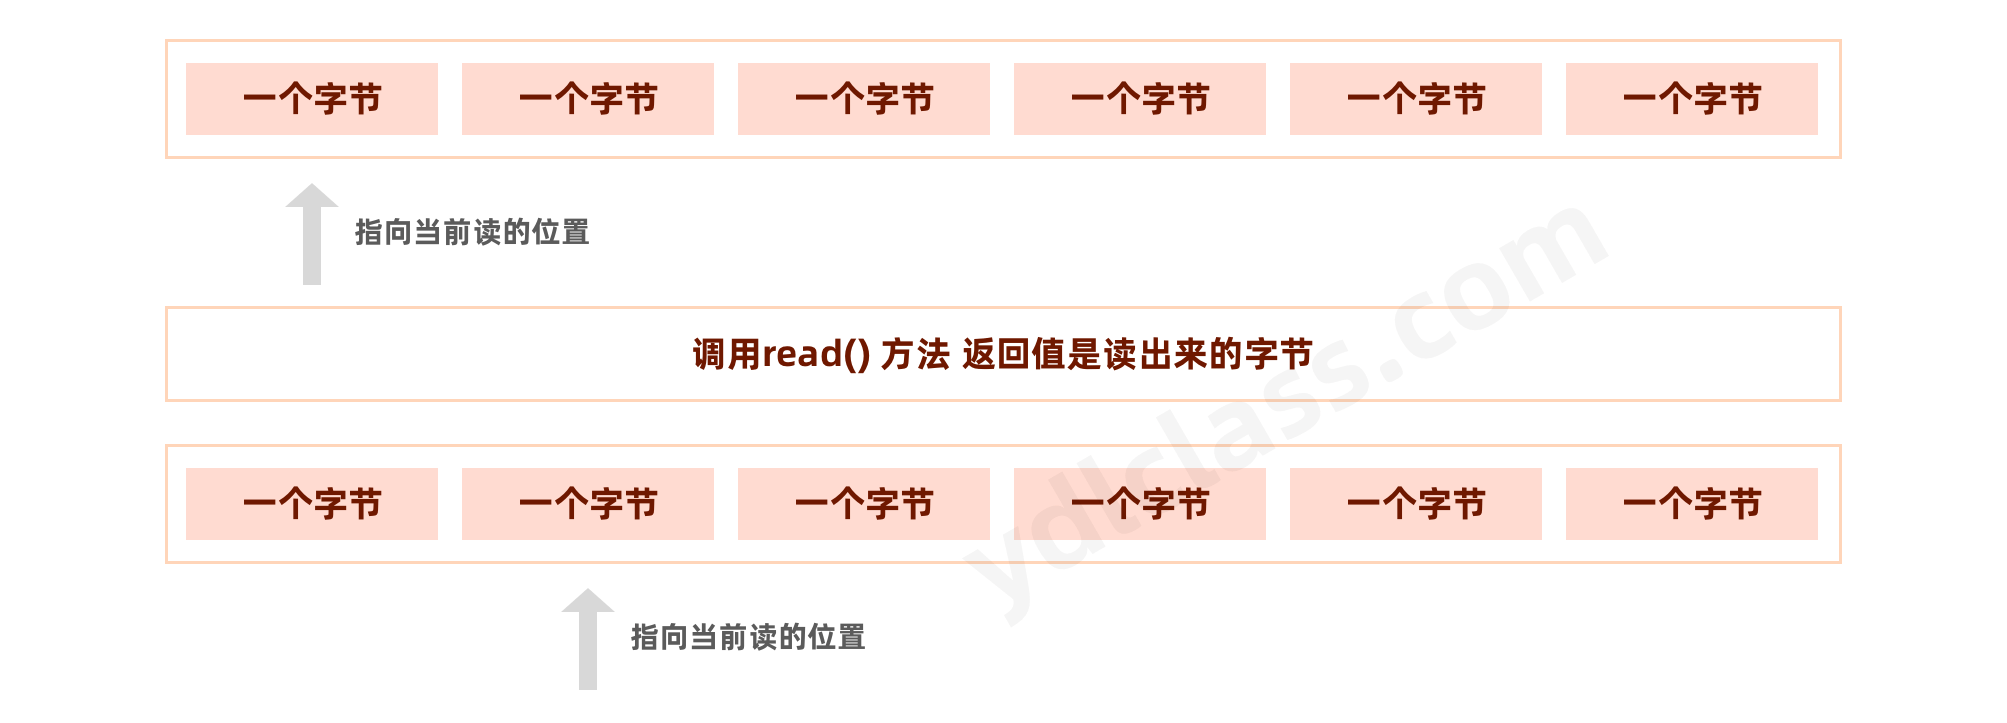 一个字节 一个字节 一个字节 一个字节 一个字节 一个字节
指向当前读的位置
调用read() 方法 返回值是读出来的字节
一个字节 一个字节 一个字节 一个字节 一个字节 一个字节
指向当前读的位置
ydlclass.com